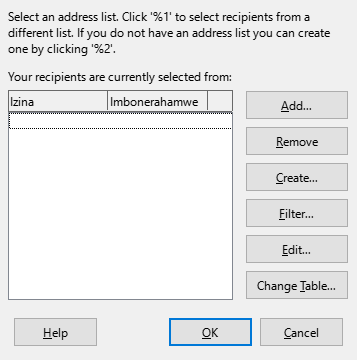 Select an address list. Click '%1' to select recipients from a
different list. If you do not have an address list you can create
one by clicking '%2'.
Your recipients are currently selected from:
Izina Imbonerahamwe
Add...
Remove
Create...
Filter...
Edit...
Change Table...
Help OK Cancel